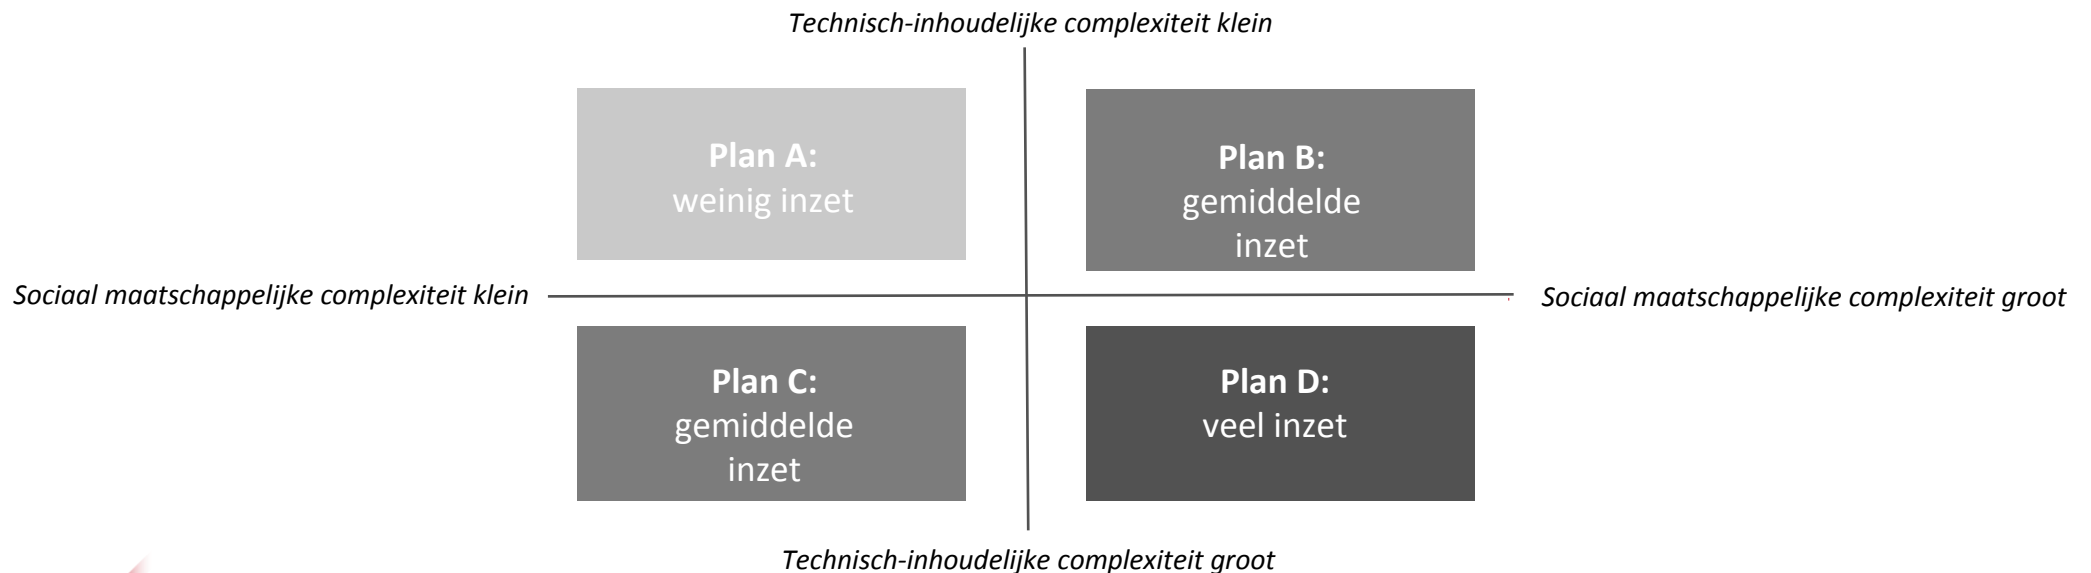 Technisch-inhoudelijke complexiteit klein
Plan A:
weinig inzet
Plan B:
gemiddelde
inzet
Sociaal maatschappelijke complexiteit klein
Sociaal maatschappelijke complexiteit groot
Plan C:
gemiddelde
inzet
Plan D:
veel inzet
Technisch-inhoudelijke complexiteit groot